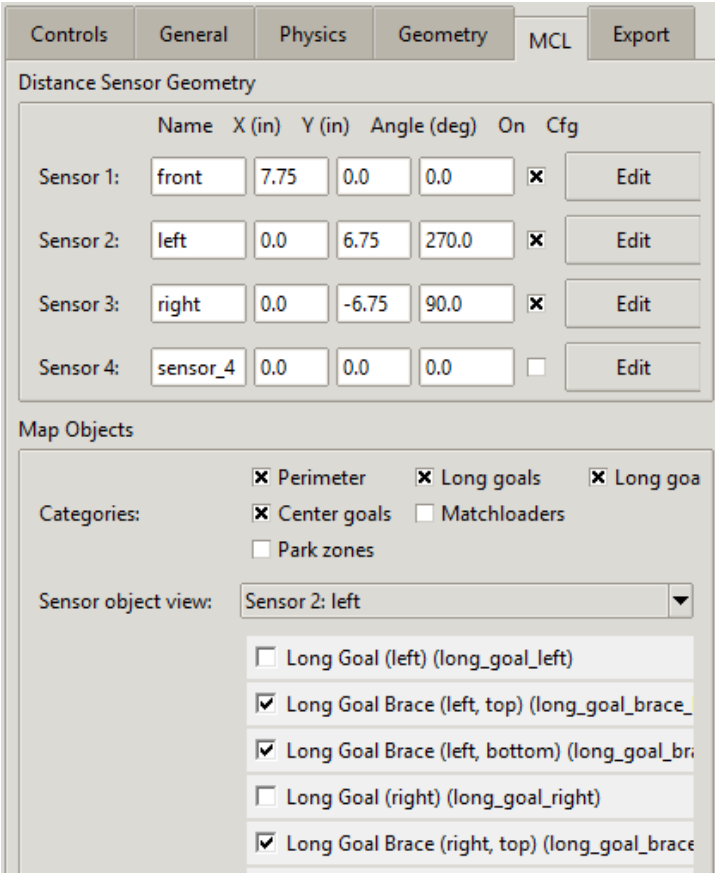 Controls General Physics Geometry MCL Export
Distance Sensor Geometry
Name X (in) Y (in) Angle (deg) On Cfg
Sensor 1: front 7.75 0.0 0.0 Edit
Sensor 2: left 0.0 6.75 270.0 Edit
Sensor 3: right 0.0 -6.75 90.0 Edit
Sensor 4: sensor_4 0.0 0.0 0.0 Edit
Map Objects
Perimeter Long goals Long goa
Categories: Center goals Matchloaders
Park zones
Sensor object view: Sensor 2: left
Long Goal (left) (long_goal_left)
Long Goal Brace (left, top) (long_goal_brace_
Long Goal Brace (left, bottom) (long_goal_bra
Long Goal (right) (long_goal_right)
Long Goal Brace (right, top) (long_goal_brace